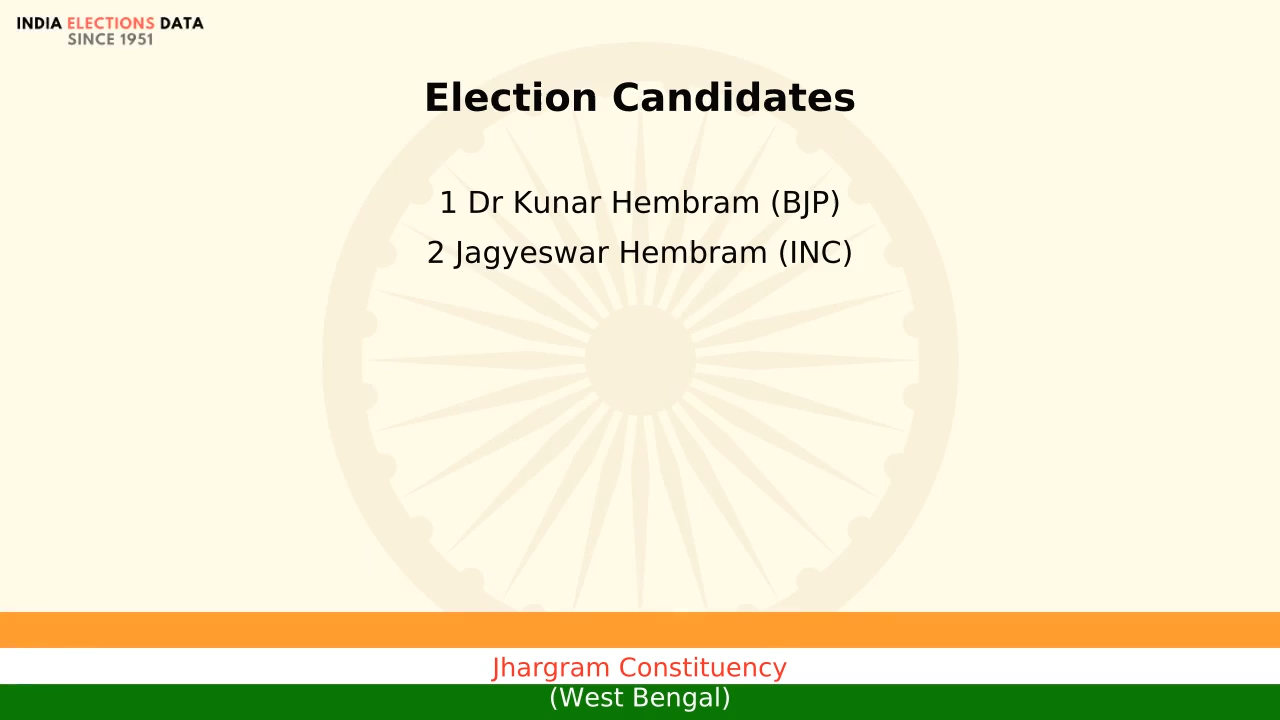 INDIA ELECTIONS DATA
SINCE 1951
Election Candidates
1 Dr Kunar Hembram (BJP)
2 Jagyeswar Hembram (INC)
Jhargram Constituency
(West Bengal)